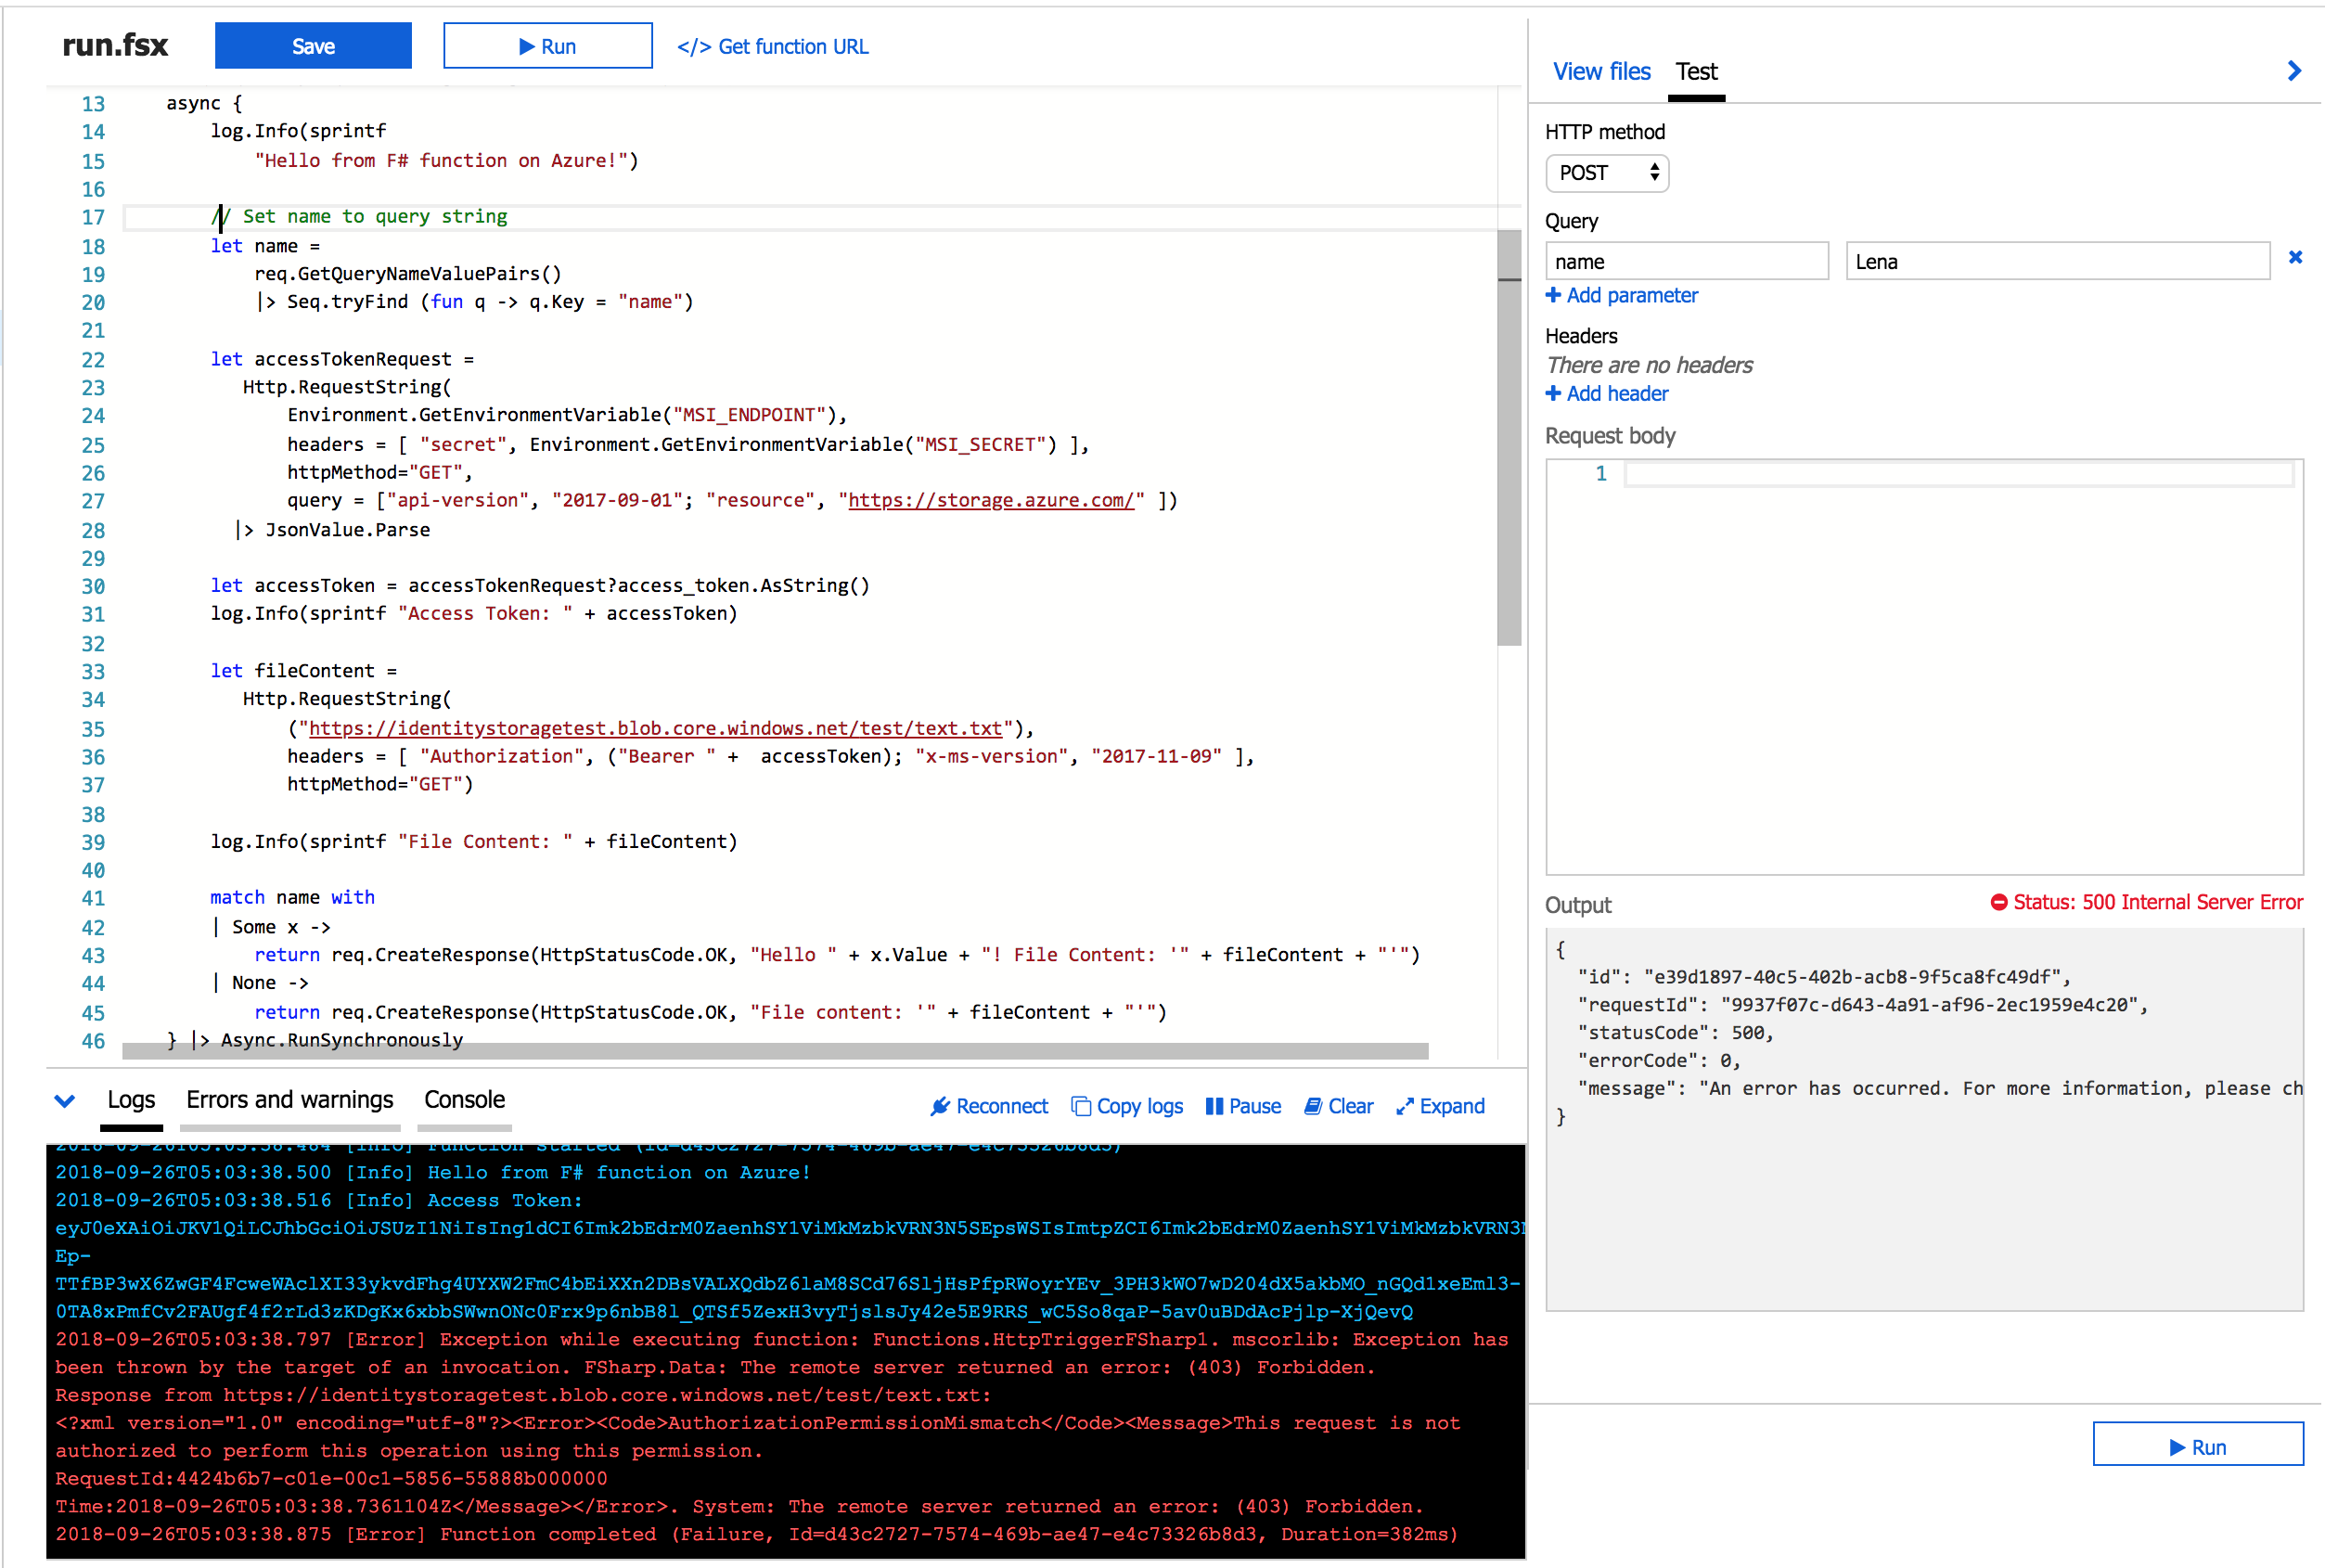 run.fsx
Save
Run
</> Get function URL
13 async {
14 log.Info(sprintf
15 "Hello from F# function on Azure!")
16
17 // Set name to query string
18 let name =
19 req.GetQueryNameValuePairs()
20 |> Seq.tryFind (fun q -> q.Key = "name")
21
22 let accessTokenRequest =
23 Http.RequestString(
24 Environment.GetEnvironmentVariable("MSI_ENDPOINT"),
25 headers = [ "secret", Environment.GetEnvironmentVariable("MSI_SECRET") ],
26 httpMethod="GET",
27 query = ["api-version", "2017-09-01"; "resource", "https://storage.azure.com/" ])
28 |> JsonValue.Parse
29
30 let accessToken = accessTokenRequest?access_token.AsString()
31 log.Info(sprintf "Access Token: " + accessToken)
32
33 let fileContent =
34 Http.RequestString(
35 ("https://identitystoragetest.blob.core.windows.net/test/text.txt"),
36 headers = [ "Authorization", ("Bearer " +  accessToken); "x-ms-version", "2017-11-09" ],
37 httpMethod="GET")
38
39 log.Info(sprintf "File Content: " + fileContent)
40
41 match name with
42 | Some x ->
43 return req.CreateResponse(HttpStatusCode.OK, "Hello " + x.Value + "! File Content: '" + fileContent + "'")
44 | None ->
45 return req.CreateResponse(HttpStatusCode.OK, "File content: '" + fileContent + "'")
46 } |> Async.RunSynchronously
Logs
Errors and warnings
Console
Reconnect
Copy logs
Pause
Clear
Expand
2018-09-26T05:03:38.484 [Info] Function started (Id=d43c2727-7574-469b-ae47-e4c73326b8d3)
2018-09-26T05:03:38.500 [Info] Hello from F# function on Azure!
2018-09-26T05:03:38.516 [Info] Access Token:
eyJ0eXAiOiJKV1QiLCJhbGciOiJSUzI1NiIsIng1dCI6Imk2bEdrM0ZaenhSY1ViMkMzbkVRN3N5SEpsWSIsImtpZCI6Imk2bEdrM0ZaenhSY1ViMkMzbkVRN3N
Ep-
TTfBP3wX6ZwGF4FcweWAclXI33ykvdFhg4UYXW2FmC4bEiXXn2DBsVALXQdbZ6laM8SCd76SljHsPfpRWoyrYEv_3PH3kWO7wD204dX5akbMO_nGQd1xeEml3-
0TA8xPmfCv2FAUgf4f2rLd3zKDgKx6xbbSWwnONc0Frx9p6nbB8l_QTSf5ZexH3vyTjslsJy42e5E9RRS_wC5So8qaP-5av0uBDdAcPjlp-XjQevQ
2018-09-26T05:03:38.797 [Error] Exception while executing function: Functions.HttpTriggerFSharp1. mscorlib: Exception has
been thrown by the target of an invocation. FSharp.Data: The remote server returned an error: (403) Forbidden.
Response from https://identitystoragetest.blob.core.windows.net/test/text.txt:
<?xml version="1.0" encoding="utf-8"?><Error><Code>AuthorizationPermissionMismatch</Code><Message>This request is not
authorized to perform this operation using this permission.
RequestId:4424b6b7-c01e-00c1-5856-55888b000000
Time:2018-09-26T05:03:38.7361104Z</Message></Error>. System: The remote server returned an error: (403) Forbidden.
2018-09-26T05:03:38.875 [Error] Function completed (Failure, Id=d43c2727-7574-469b-ae47-e4c73326b8d3, Duration=382ms)
View files
Test
HTTP method
POST
Query
name
Lena
Add parameter
Headers
There are no headers
Add header
Request body
1
Output
Status: 500 Internal Server Error
{
"id": "e39d1897-40c5-402b-acb8-9f5ca8fc49df",
"requestId": "9937f07c-d643-4a91-af96-2ec1959e4c20",
"statusCode": 500,
"errorCode": 0,
"message": "An error has occurred. For more information, please ch
}
Run